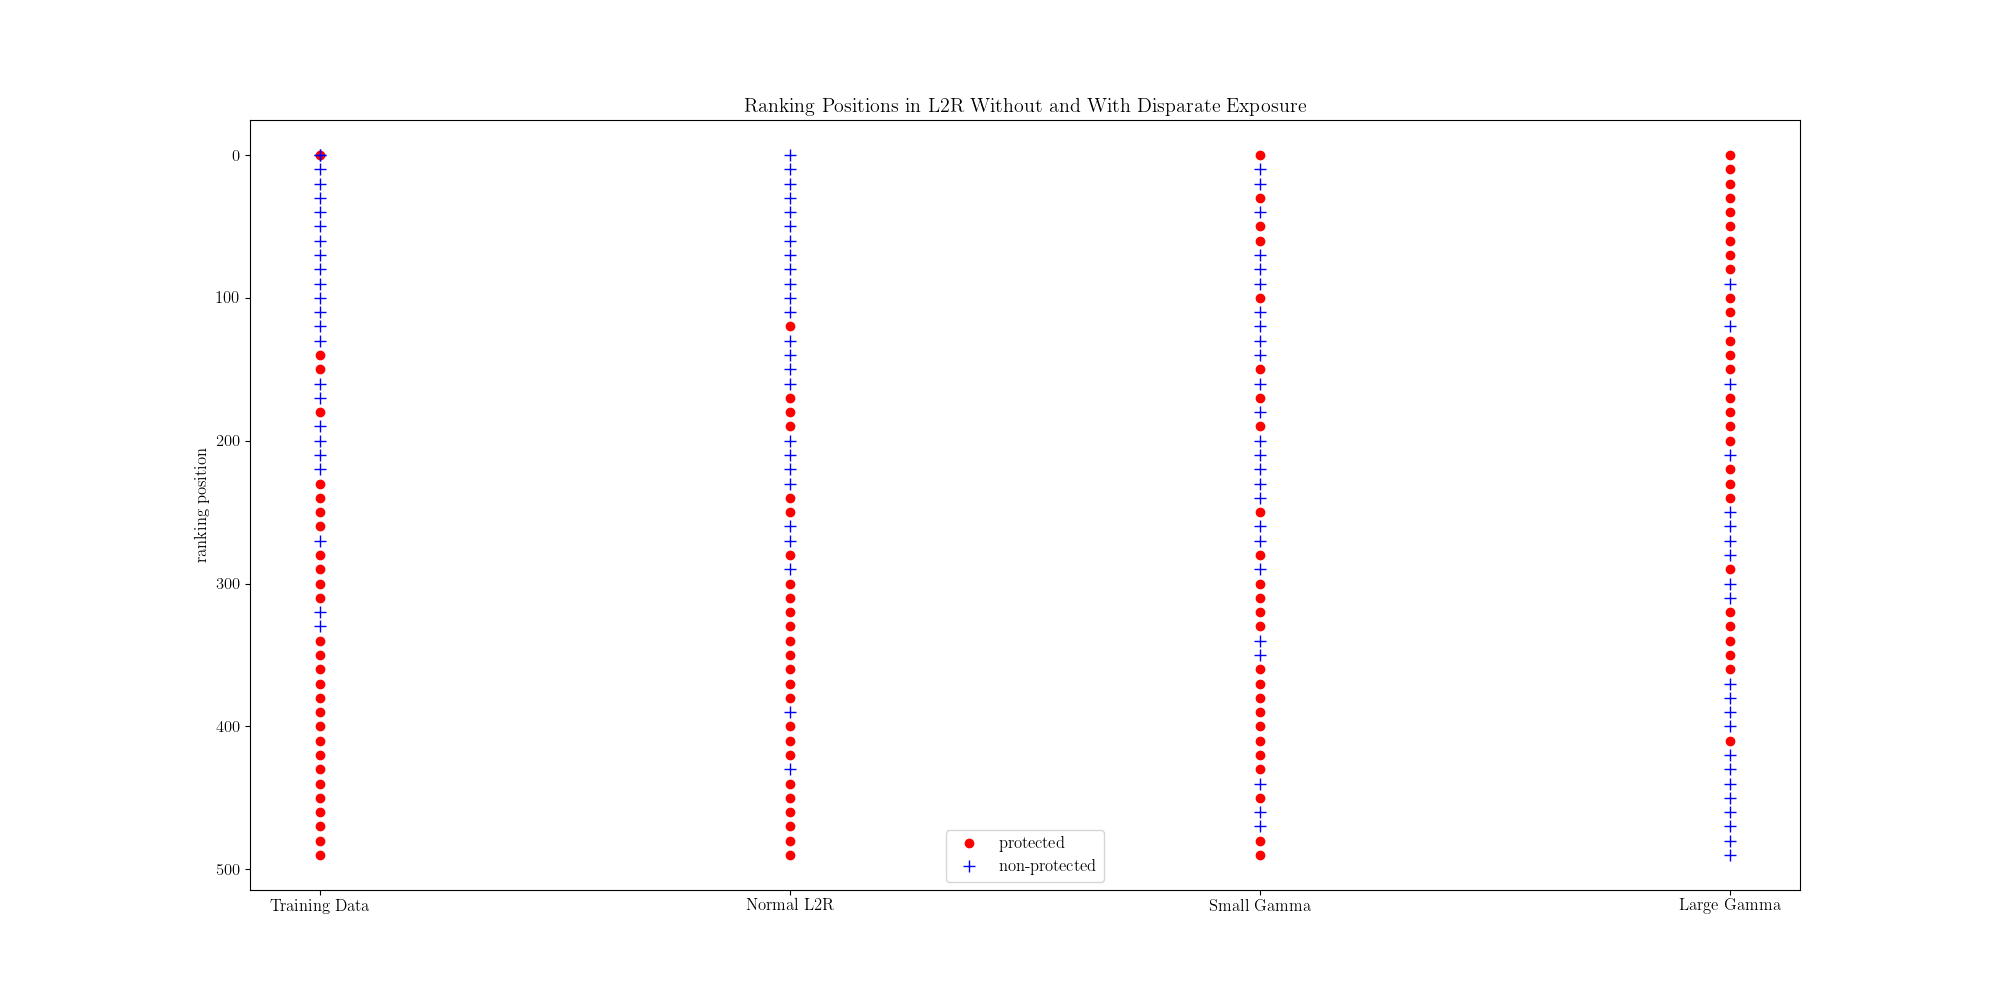 Ranking Positions in L2R Without and With Disparate Exposure
ranking position
0
100
200
300
400
500
protected
non-protected
Training Data
Normal L2R
Small Gamma
Large Gamma